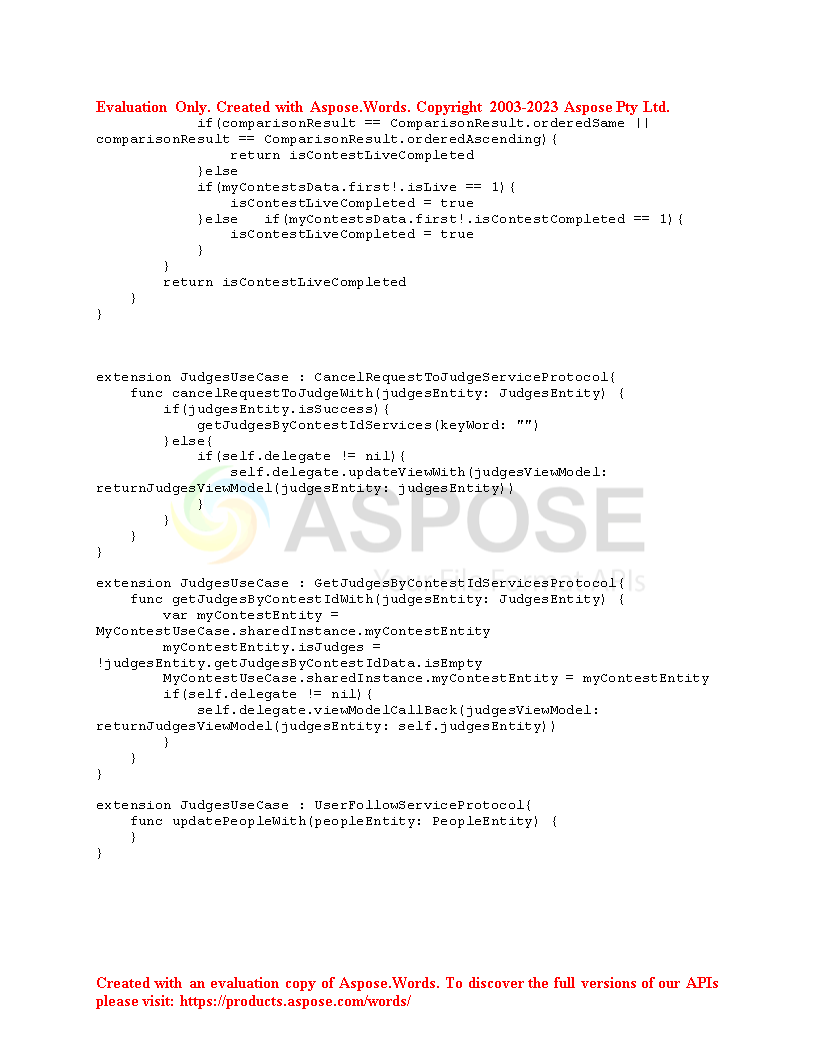 Evaluation Only. Created with Aspose.Words. Copyright 2003-2023 Aspose Pty Ltd.
            if(comparisonResult == ComparisonResult.orderedSame ||
comparisonResult == ComparisonResult.orderedAscending){
                return isContestLiveCompleted
            }else
            if(myContestsData.first!.isLive == 1){
                isContestLiveCompleted = true
            }else   if(myContestsData.first!.isContestCompleted == 1){
                isContestLiveCompleted = true
            }
        }
        return isContestLiveCompleted
    }
}
extension JudgesUseCase : CancelRequestToJudgeServiceProtocol{
    func cancelRequestToJudgeWith(judgesEntity: JudgesEntity) {
        if(judgesEntity.isSuccess){
            getJudgesByContestIdServices(keyWord: "")
        }else{
            if(self.delegate != nil){
                self.delegate.updateViewWith(judgesViewModel:
returnJudgesViewModel(judgesEntity: judgesEntity))
            }
        }
    }
}
ASPOSE
Your File Format APIs
extension JudgesUseCase : GetJudgesByContestIdServicesProtocol{
    func getJudgesByContestIdWith(judgesEntity: JudgesEntity) {
        var myContestEntity =
MyContestUseCase.sharedInstance.myContestEntity
        myContestEntity.isJudges =
!judgesEntity.getJudgesByContestIdData.isEmpty
        MyContestUseCase.sharedInstance.myContestEntity = myContestEntity
        if(self.delegate != nil){
            self.delegate.viewModelCallBack(judgesViewModel:
returnJudgesViewModel(judgesEntity: self.judgesEntity))
        }
    }
}
extension JudgesUseCase : UserFollowServiceProtocol{
    func updatePeopleWith(peopleEntity: PeopleEntity) {
    }
}
Created with an evaluation copy of Aspose.Words. To discover the full versions of our APIs
please visit: https://products.aspose.com/words/